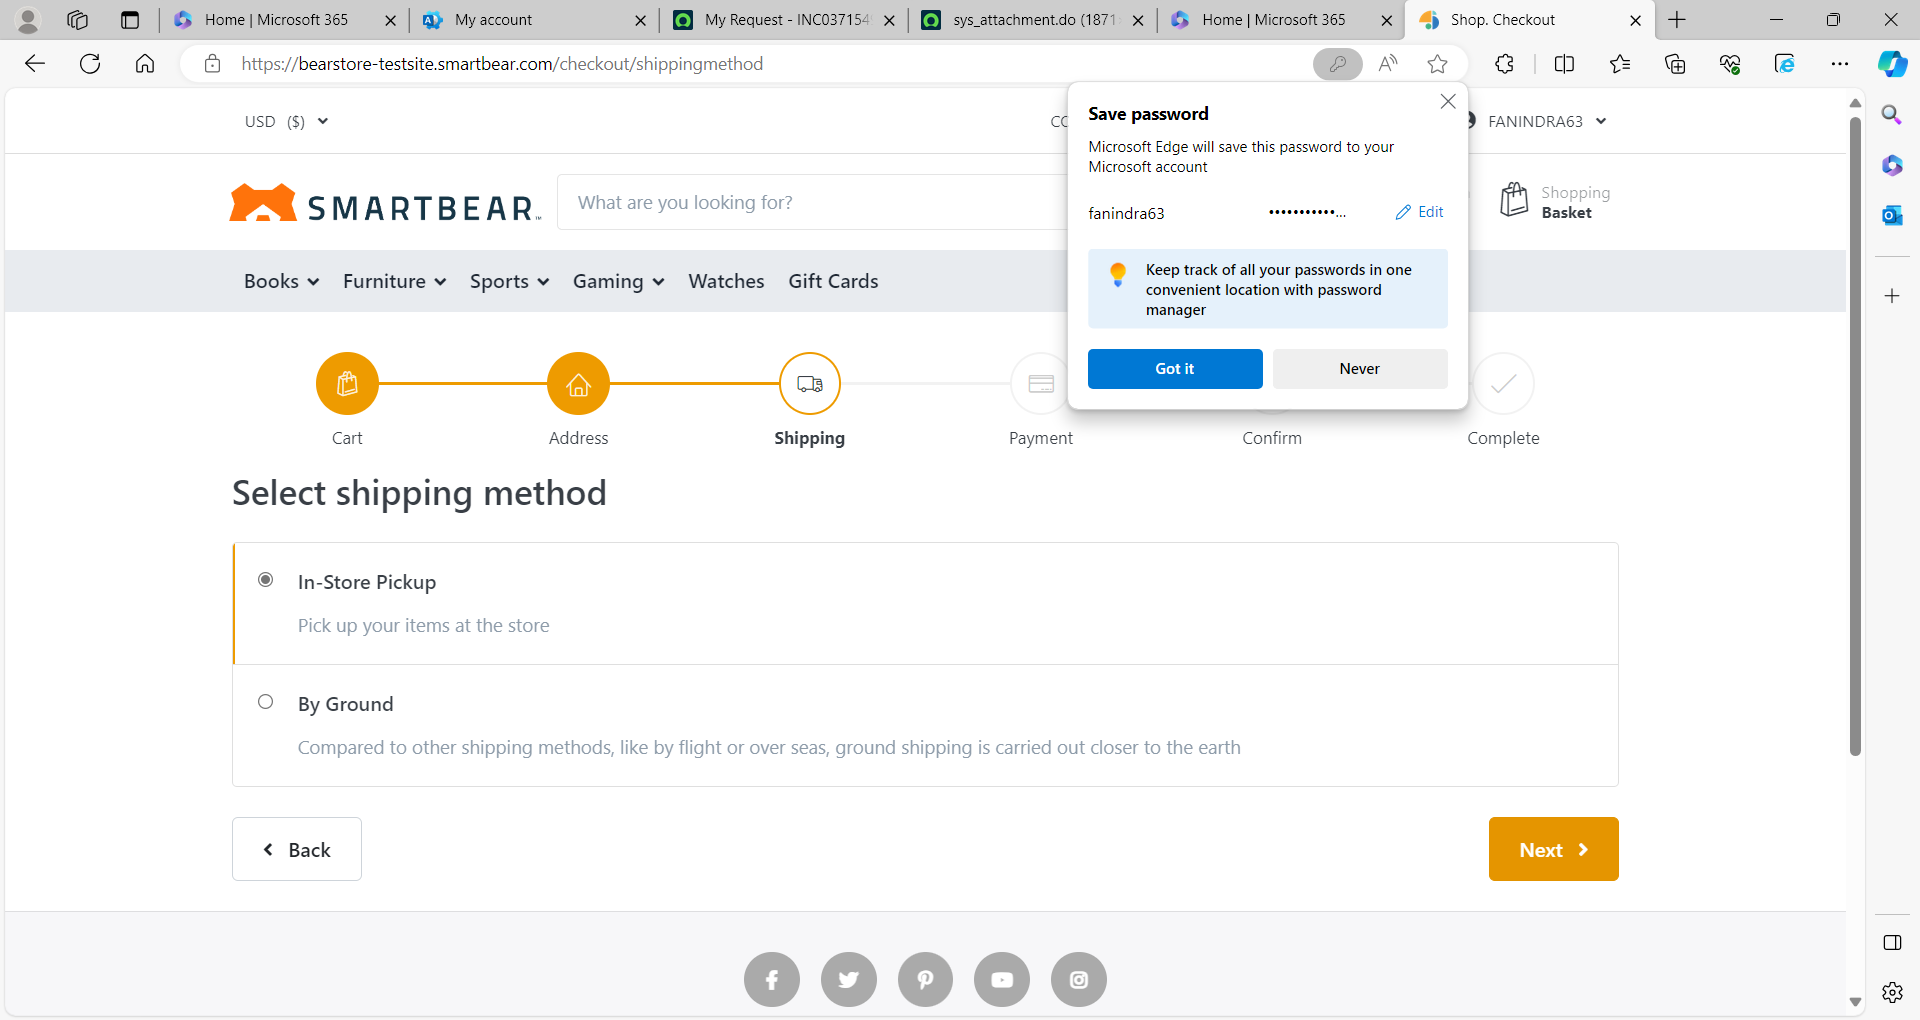 Home | Microsoft 365
My account
My Request - INC037154
sys_attachment.do (1871
Home | Microsoft 365
Shop. Checkout
https://bearstore-testsite.smartbear.com/checkout/shippingmethod
USD ($)
FANINDRA63
SMARTBEAR
What are you looking for?
Shopping
Basket
Save password
Microsoft Edge will save this password to your
Microsoft account
fanindra63
••••••••••••...
Edit
Keep track of all your passwords in one
convenient location with password
manager
Got it
Never
Books
Furniture
Sports
Gaming
Watches
Gift Cards
Cart
Address
Shipping
Payment
Confirm
Complete
Select shipping method
In-Store Pickup
Pick up your items at the store
By Ground
Compared to other shipping methods, like by flight or over seas, ground shipping is carried out closer to the earth
Back
Next